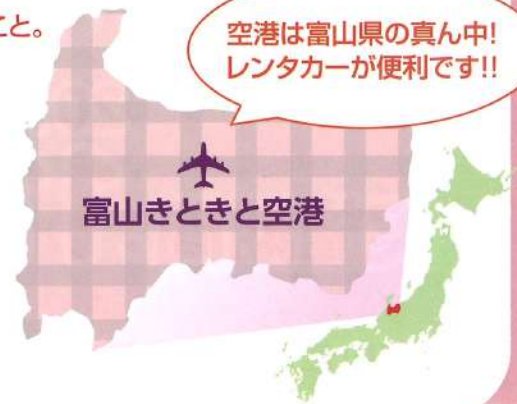 こと。
空港は富山県の真ん中!
レンタカーが便利です!!
富山きときと空港